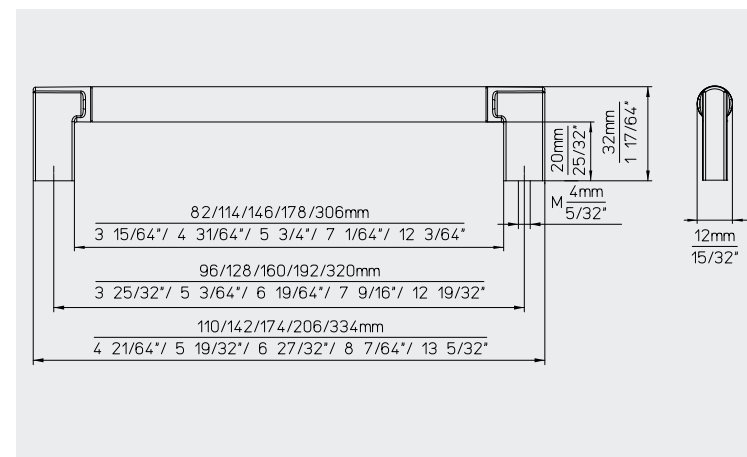 20mm
25/32"
32mm
1 17/64"
M 4mm
5/32"
12mm
15/32"
82/114/146/178/306mm
3 15/64"/ 4 31/64"/ 5 3/4"/ 7 1/64"/ 12 3/64"
96/128/160/192/320mm
3 25/32"/ 5 3/64"/ 6 19/64"/ 7 9/16"/ 12 19/32"
110/142/174/206/334mm
4 21/64"/ 5 19/32"/ 6 27/32"/ 8 7/64"/ 13 5/32"